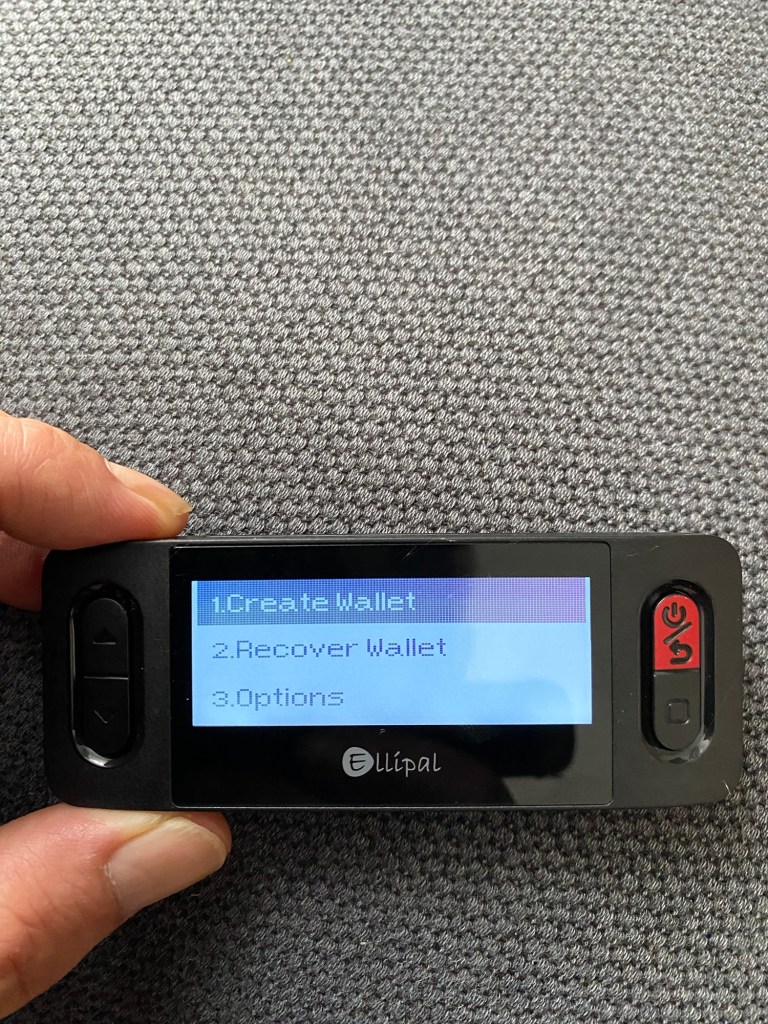 1.Create Wallet
2.Recover Wallet
3.Options
Ellipal